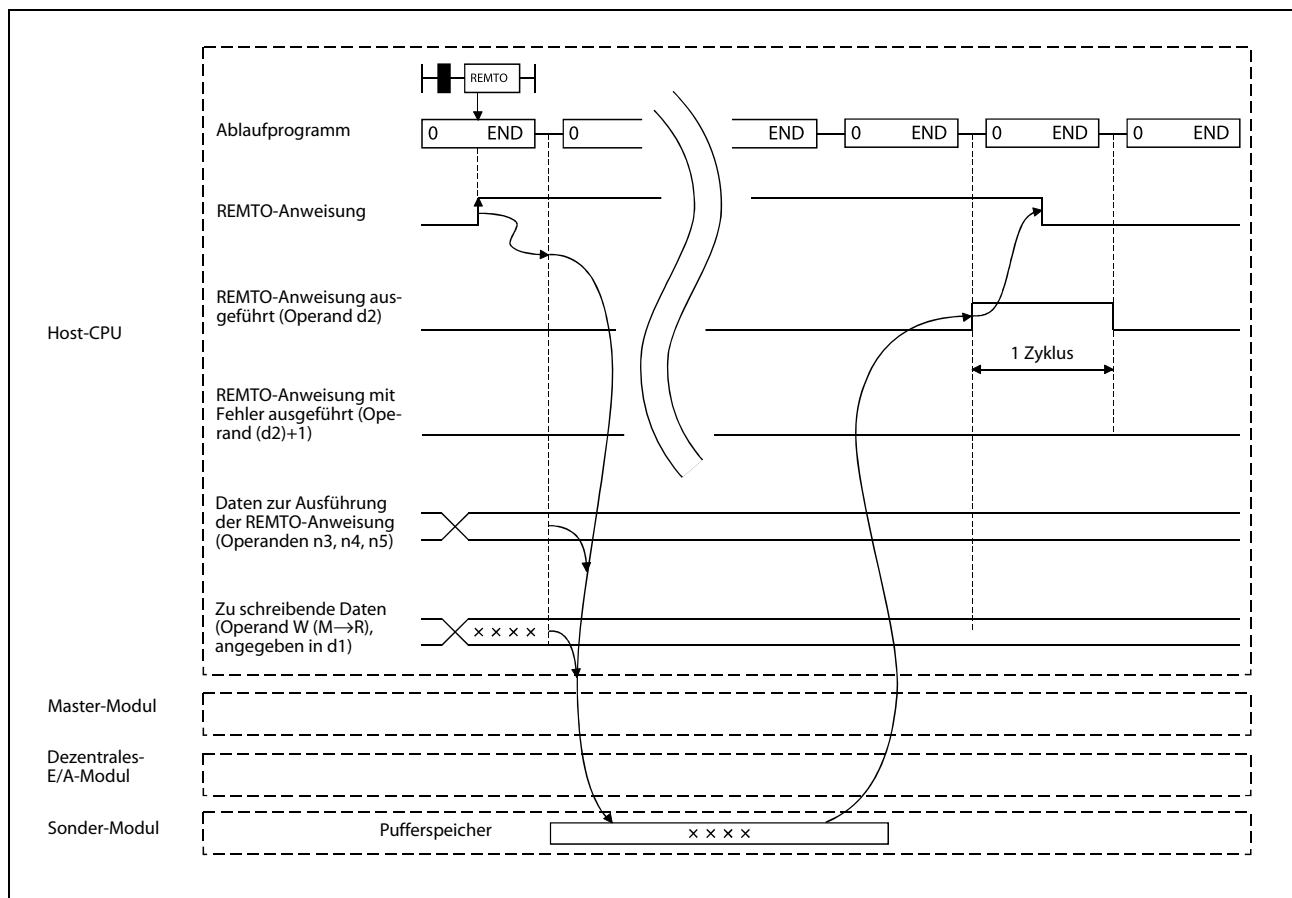 REMTO
Ablaufprogramm
0 END 0 END 0 END 0 END 0 END
REMTO-Anweisung
REMTO-Anweisung aus-
geführt (Operand d2)
Host-CPU
1 Zyklus
REMTO-Anweisung mit
Fehler ausgeführt (Ope-
rand (d2)+1)
Daten zur Ausführung
der REMTO-Anweisung
(Operanden n3, n4, n5)
Zu schreibende Daten
(Operand W (M→R),
angegeben in d1)
× × × ×
Master-Modul
Dezentrales-
E/A-Modul
Sonder-Modul
Pufferspeicher
× × × ×